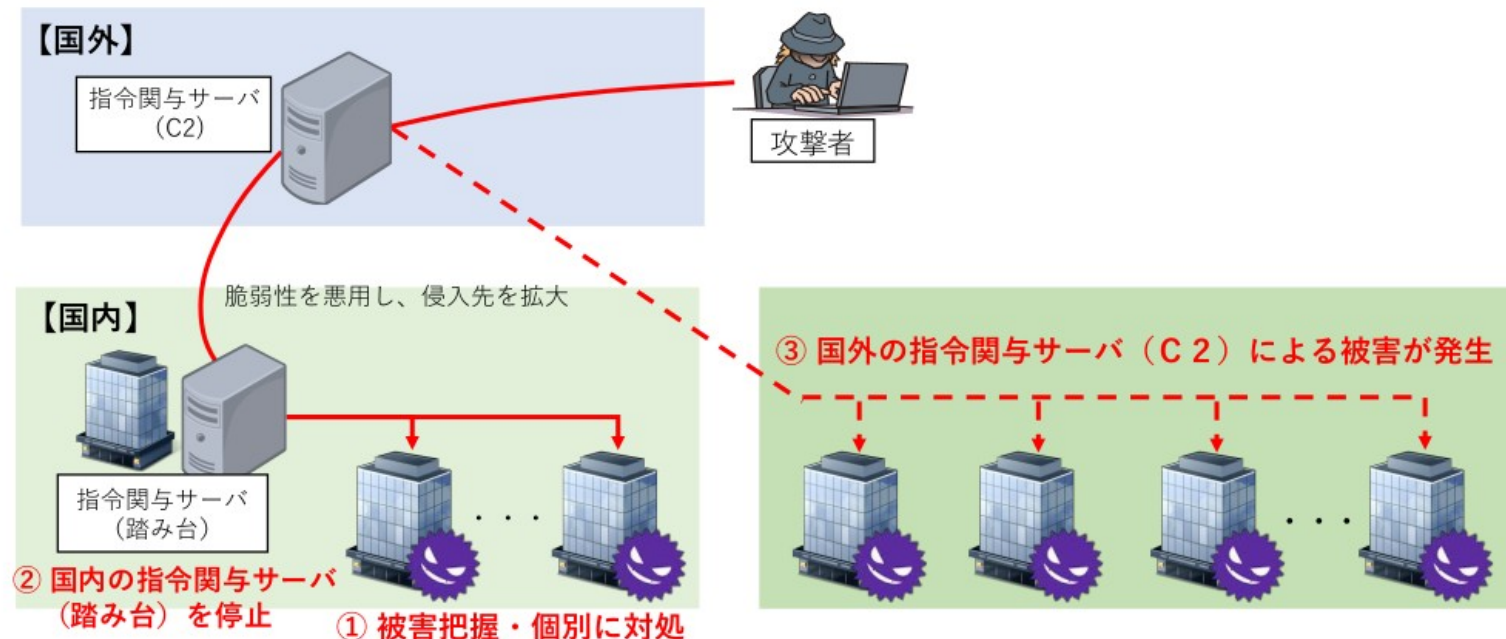 【国外】
指令関与サーバ
（C2）
攻撃者
脆弱性を悪用し、侵入先を拡大
【国内】
③ 国外の指令関与サーバ（C２）による被害が発生
指令関与サーバ
（踏み台）
・・・
・・・
② 国内の指令関与サーバ
（踏み台）を停止
① 被害把握・個別に対処